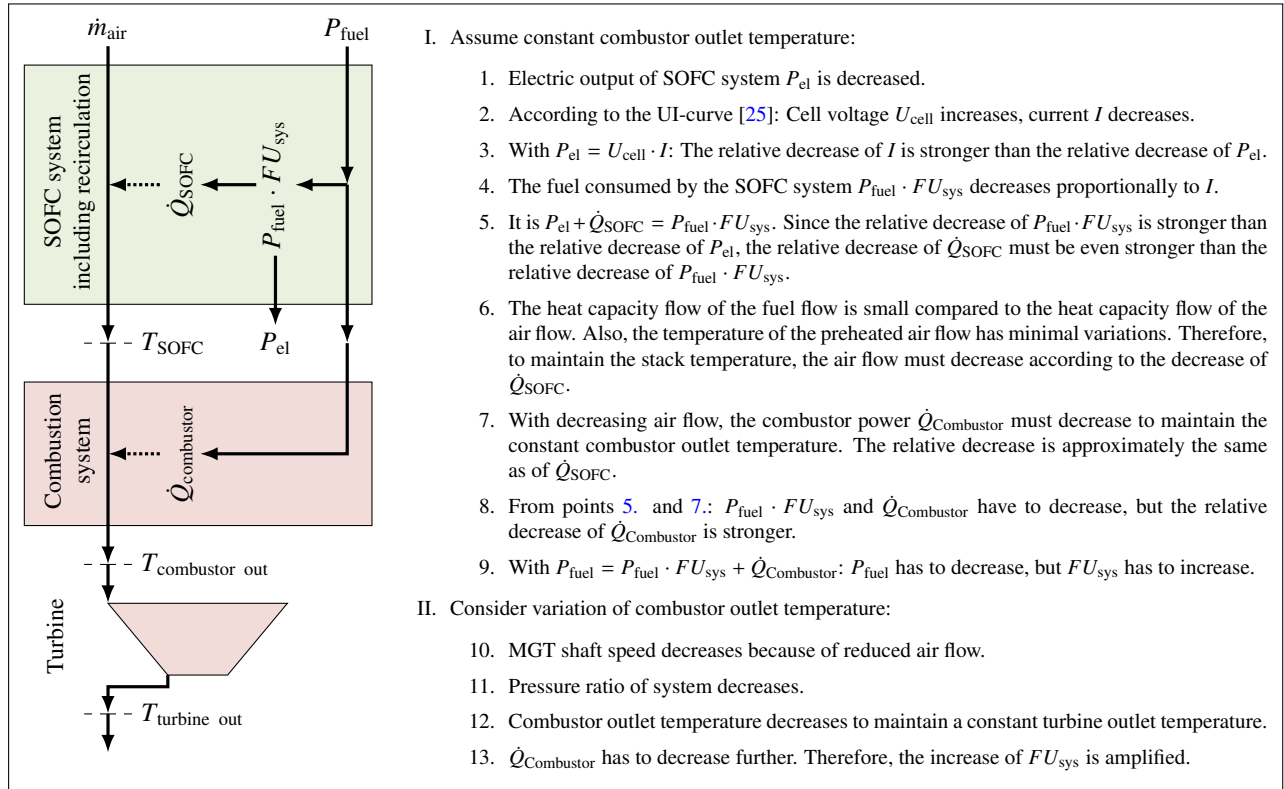 ṁair
Pfuel
SOFC system
including recirculation
Q̇SOFC
Pfuel · FUsys
TSOFC
Pel
Combustion
system
Q̇combustor
Tcombustor out
Turbine
Tturbine out
I. Assume constant combustor outlet temperature:
1. Electric output of SOFC system Pel is decreased.
2. According to the UI-curve [25]: Cell voltage Ucell increases, current I decreases.
3. With Pel = Ucell · I: The relative decrease of I is stronger than the relative decrease of Pel.
4. The fuel consumed by the SOFC system Pfuel · FUsys decreases proportionally to I.
5. It is Pel + Q̇SOFC = Pfuel · FUsys. Since the relative decrease of Pfuel · FUsys is stronger than
the relative decrease of Pel, the relative decrease of Q̇SOFC must be even stronger than the
relative decrease of Pfuel · FUsys.
6. The heat capacity flow of the fuel flow is small compared to the heat capacity flow of the
air flow. Also, the temperature of the preheated air flow has minimal variations. Therefore,
to maintain the stack temperature, the air flow must decrease according to the decrease of
Q̇SOFC.
7. With decreasing air flow, the combustor power Q̇Combustor must decrease to maintain the
constant combustor outlet temperature. The relative decrease is approximately the same
as of Q̇SOFC.
8. From points 5. and 7.: Pfuel · FUsys and Q̇Combustor have to decrease, but the relative
decrease of Q̇Combustor is stronger.
9. With Pfuel = Pfuel · FUsys + Q̇Combustor: Pfuel has to decrease, but FUsys has to increase.
II. Consider variation of combustor outlet temperature:
10. MGT shaft speed decreases because of reduced air flow.
11. Pressure ratio of system decreases.
12. Combustor outlet temperature decreases to maintain a constant turbine outlet temperature.
13. Q̇Combustor has to decrease further. Therefore, the increase of FUsys is amplified.